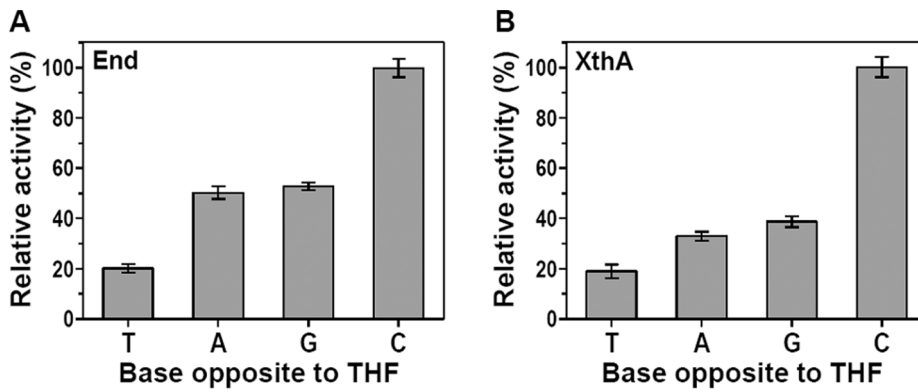 A
End
Relative activity (%)
100
80
60
40
20
0
T A G C
Base opposite to THF
B
XthA
Relative activity (%)
100
80
60
40
20
0
T A G C
Base opposite to THF